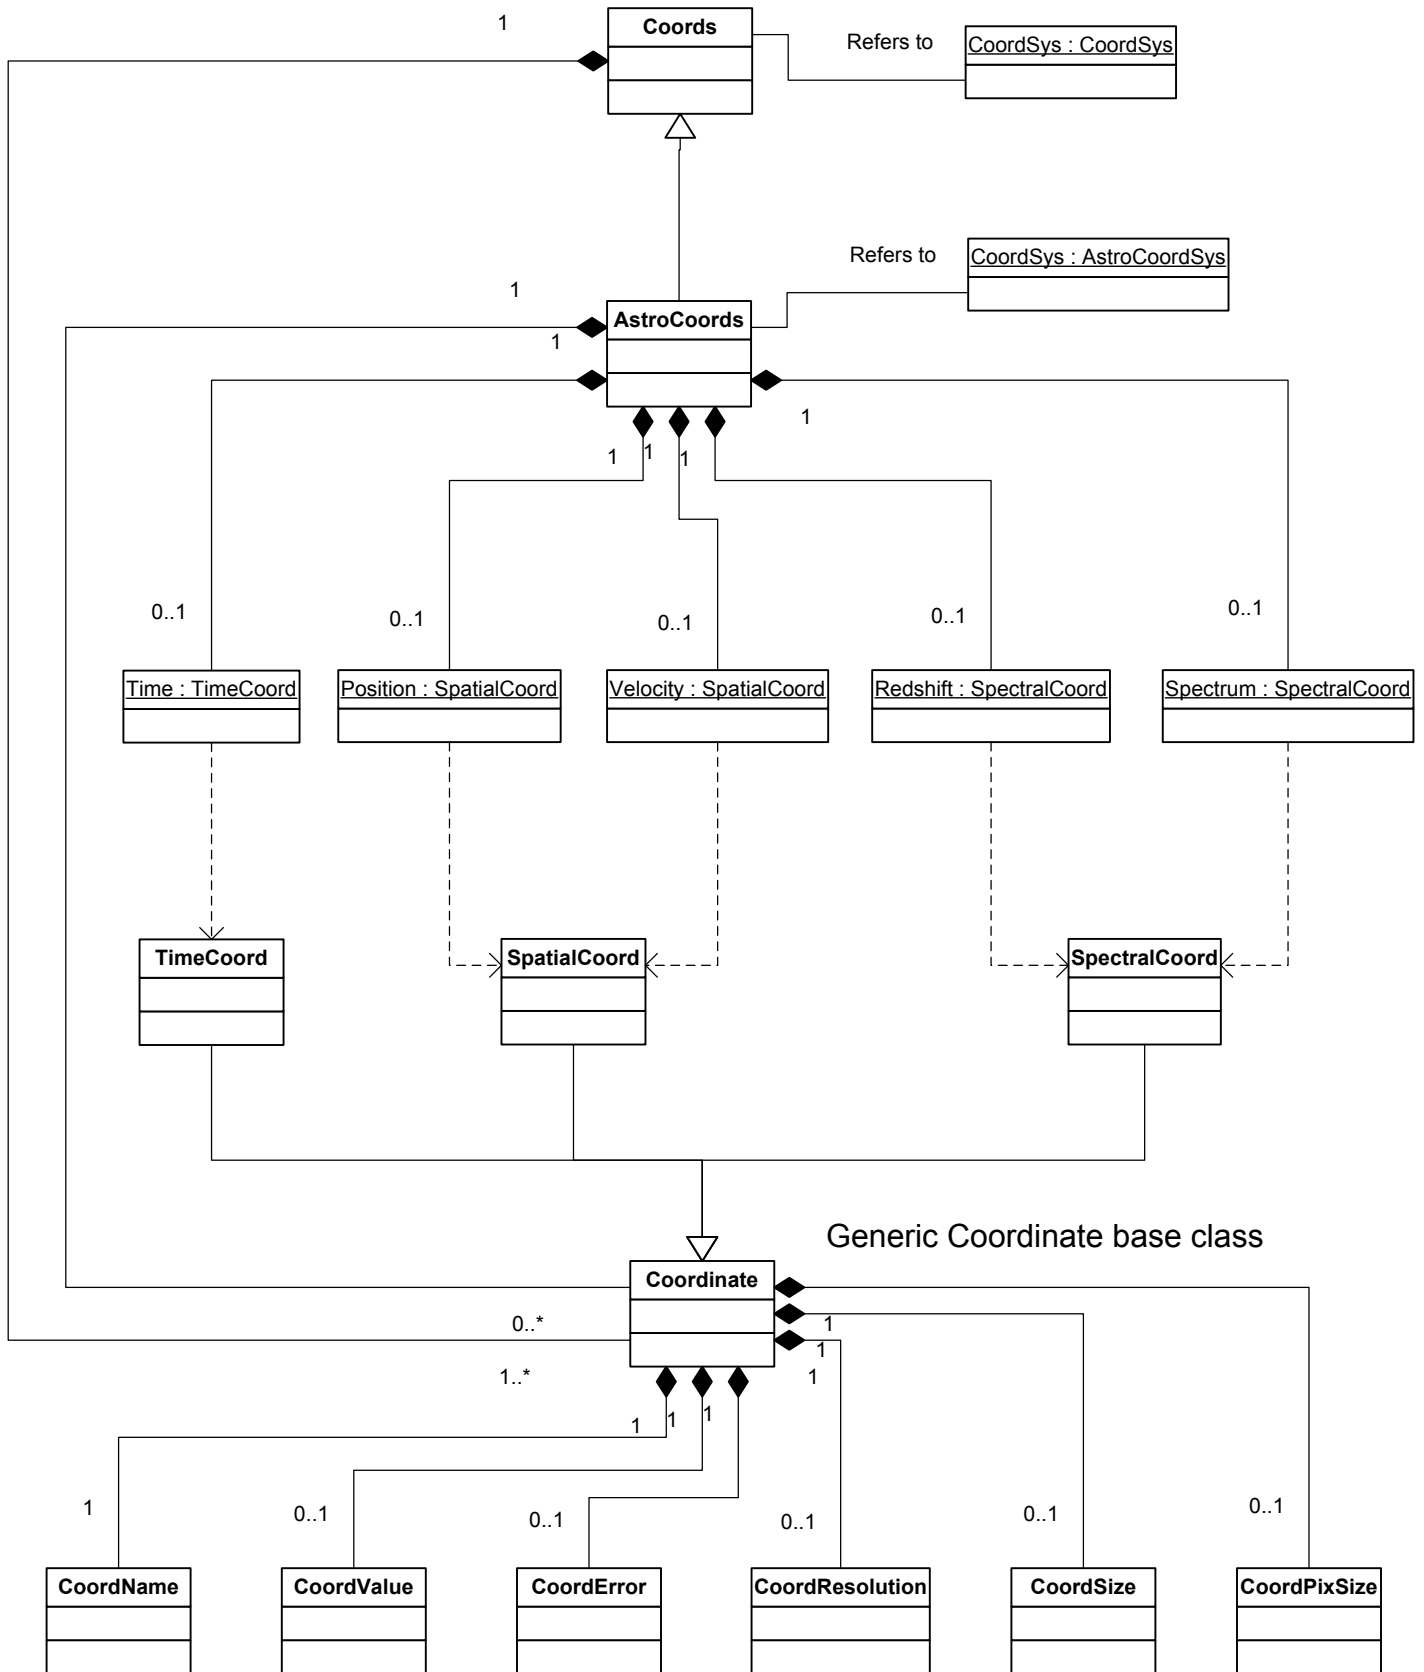 1
Coords
Refers to
CoordSys : CoordSys
Refers to
CoordSys : AstroCoordSys
1
AstroCoords
1
1
1
1
1
0..1
0..1
0..1
0..1
0..1
Time : TimeCoord
Position : SpatialCoord
Velocity : SpatialCoord
Redshift : SpectralCoord
Spectrum : SpectralCoord
TimeCoord
SpatialCoord
SpectralCoord
Generic Coordinate base class
Coordinate
0..*
1
1
1..*
1
1
1
1
1
0..1
0..1
0..1
0..1
0..1
CoordName
CoordValue
CoordError
CoordResolution
CoordSize
CoordPixSize